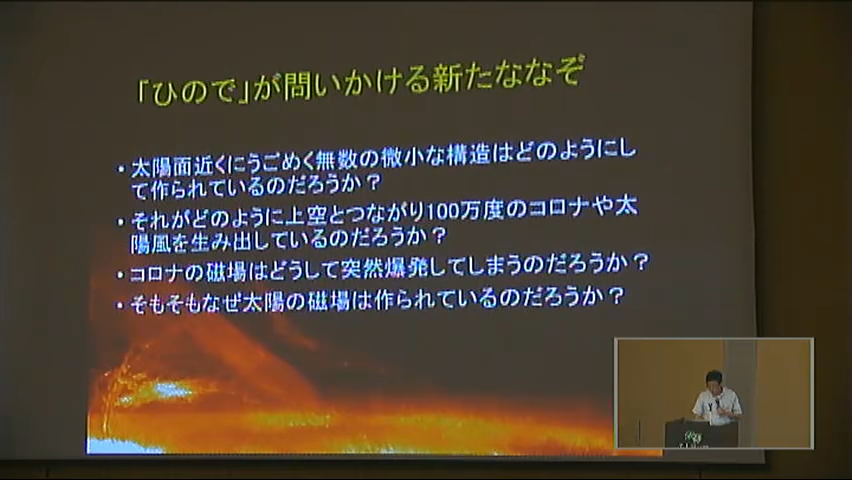 「ひので」が問いかける新たななぞ
・太陽面近くにうごめく無数の微小な構造はどのようにし
て作られているのだろうか？
・それがどのように上空とつながり100万度のコロナや太
陽風を生み出しているのだろうか？
・コロナの磁場はどうして突然爆発してしまうのだろうか？
・そもそもなぜ太陽の磁場は作られているのだろうか？